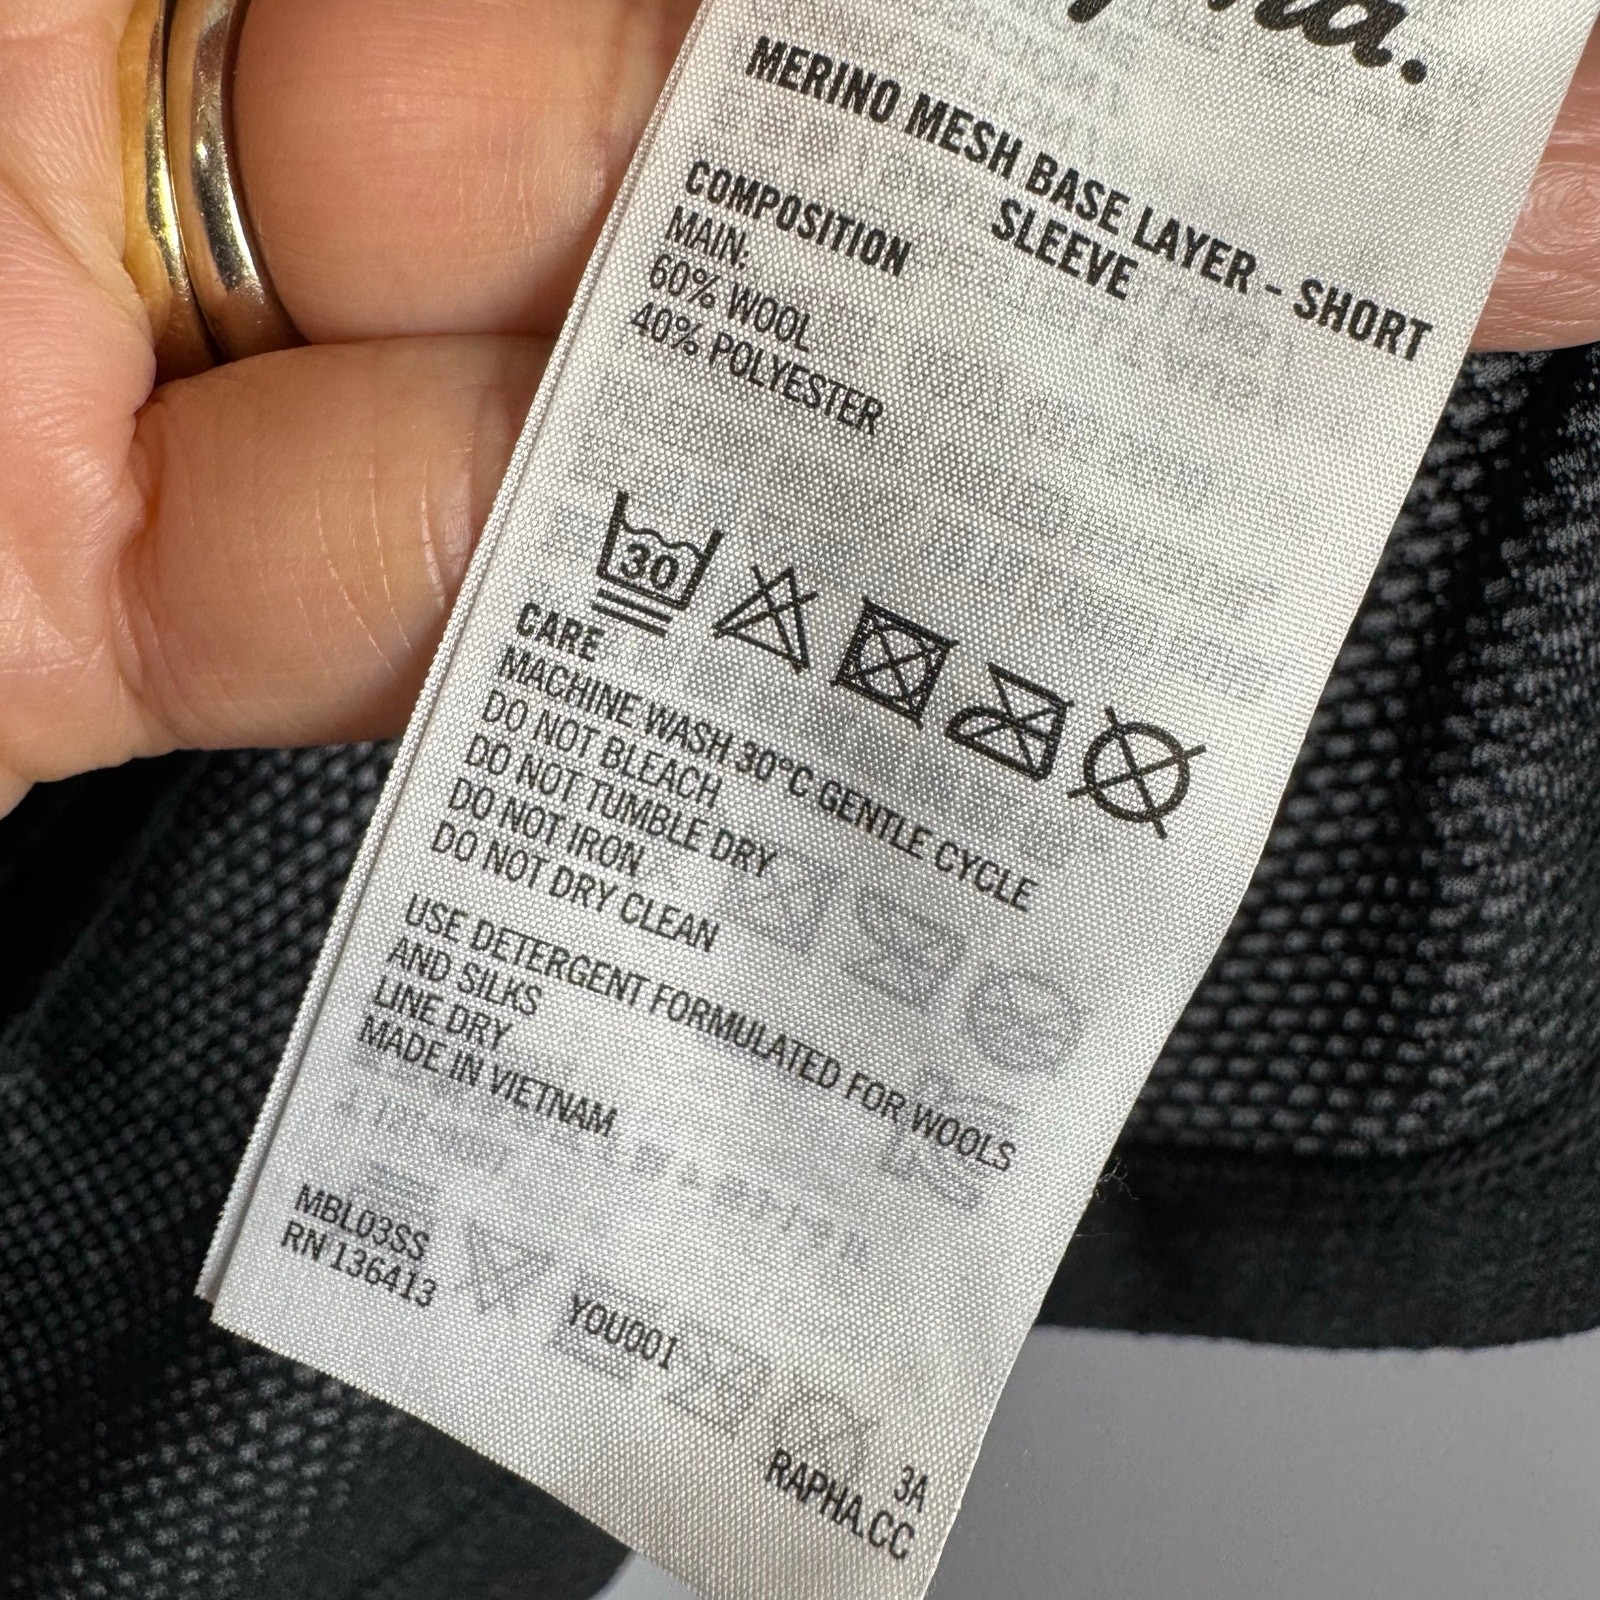 MERINO MESH BASE LAYER - SHORT
SLEEVE
COMPOSITION
MAIN:
60% WOOL
40% POLYESTER
30
CARE
MACHINE WASH 30°C GENTLE CYCLE
DO NOT BLEACH
DO NOT TUMBLE DRY
DO NOT IRON
DO NOT DRY CLEAN
USE DETERGENT FORMULATED FOR WOOLS
AND SILKS
LINE DRY
MADE IN VIETNAM
MBL03SS
RN 136413
YOU001
3A
RAPHA.CC